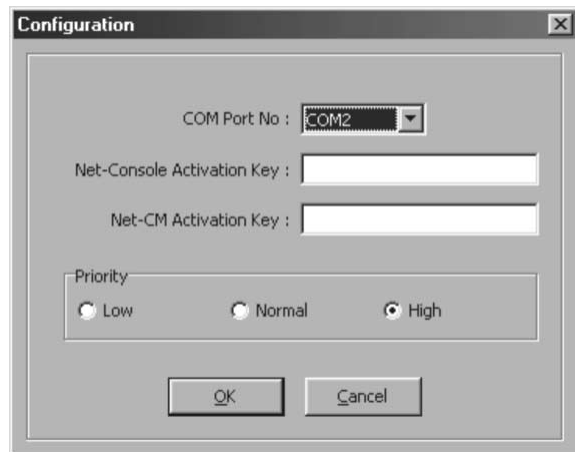 Configuration
COM Port No : COM2
Net-Console Activation Key :
Net-CM Activation Key :
Priority
Low Normal High
OK Cancel